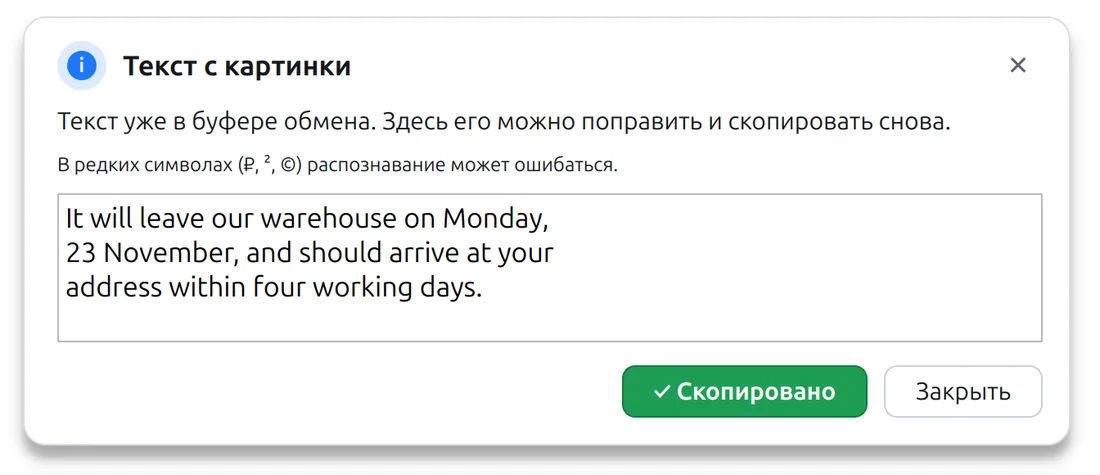 Текст с картинки
Текст уже в буфере обмена. Здесь его можно поправить и скопировать снова.
В редких символах (₽, ², ©) распознавание может ошибаться.
It will leave our warehouse on Monday,
23 November, and should arrive at your
address within four working days.
✓ Скопировано
Закрыть